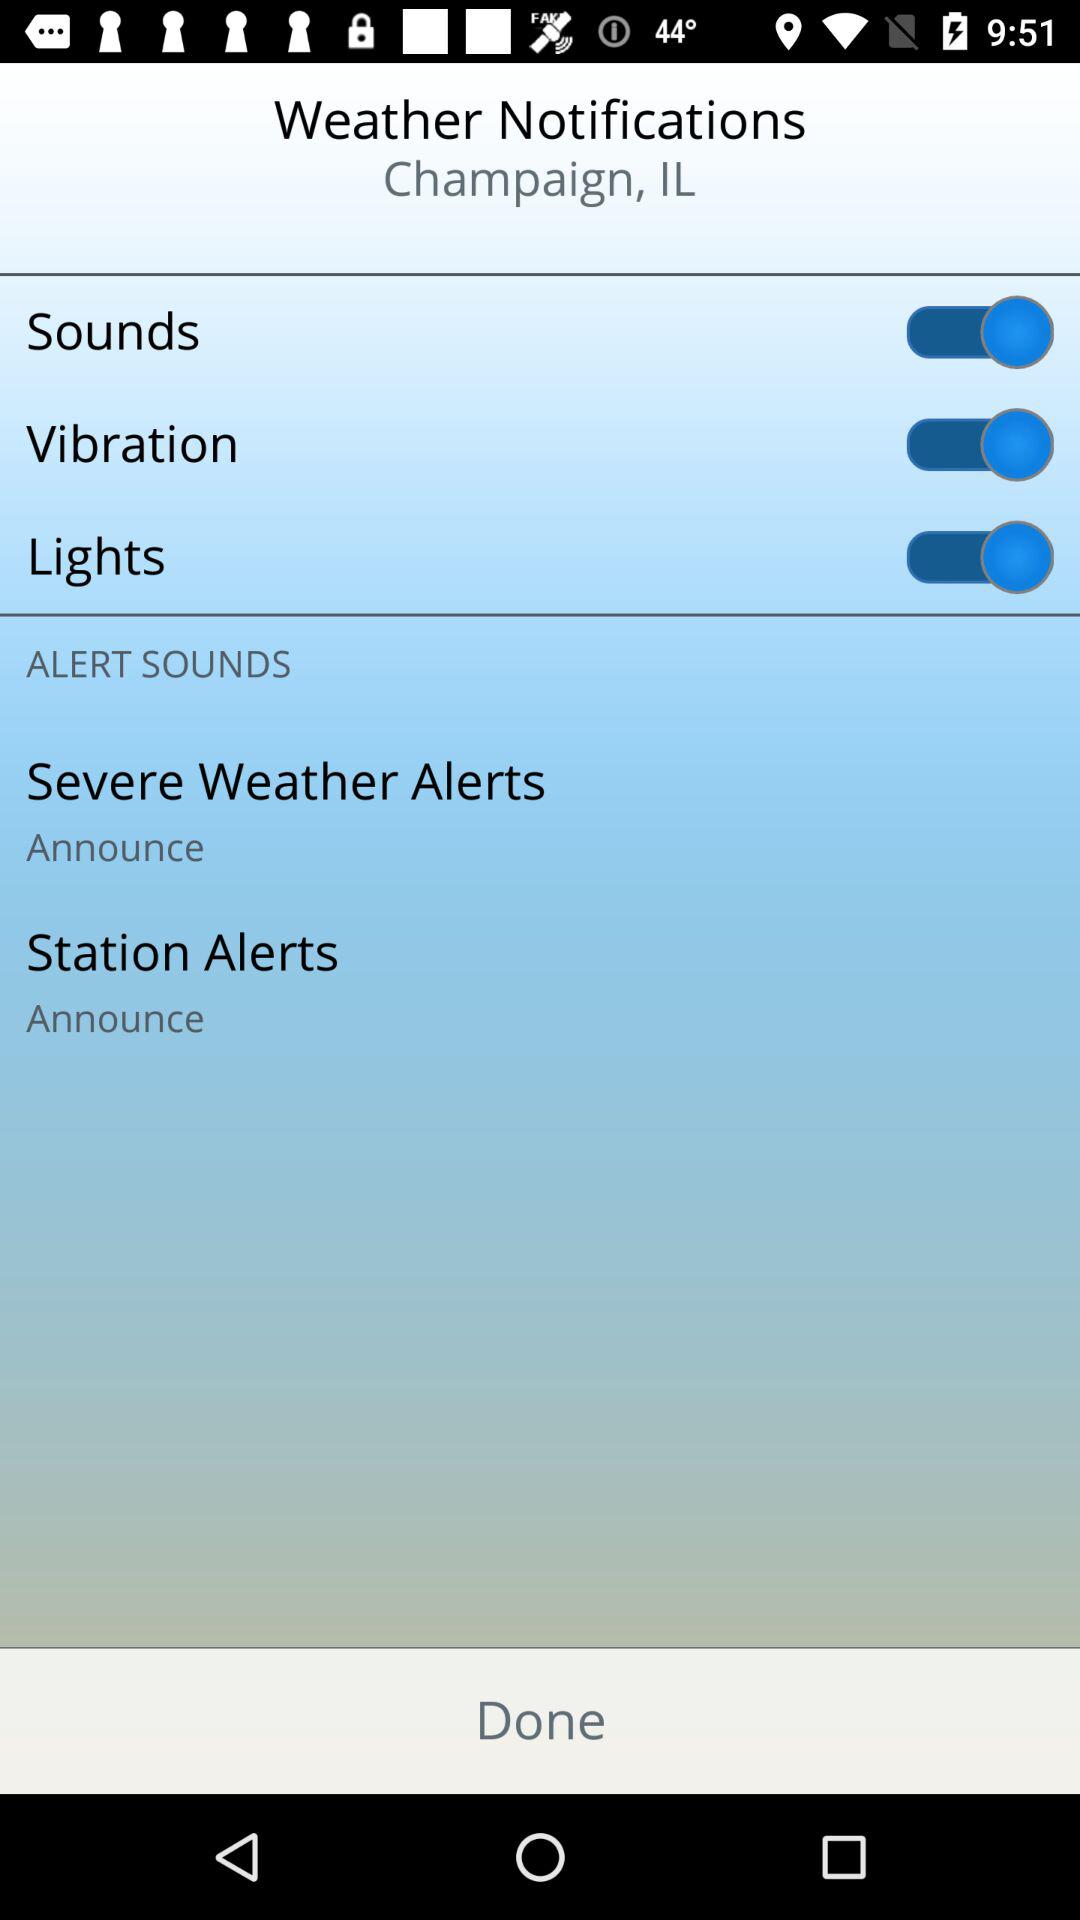 FAKE 44° 9:51
Weather Notifications
Champaign, IL
Sounds
Vibration
Lights
ALERT SOUNDS
Severe Weather Alerts
Announce
Station Alerts
Announce
Done